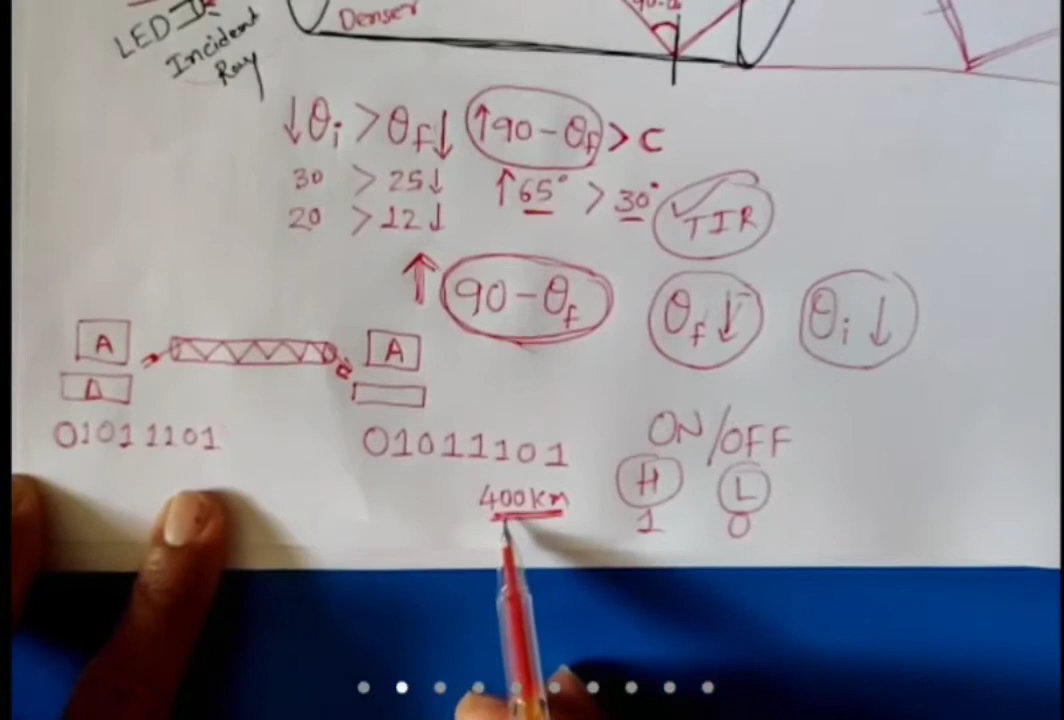 LED
Incident
Ray
Denser
90-α
↓θi > θf↓ ↑90 - θf > C
30 > 25↓ ↑65° > 30° TIR
20 > 12↓
↑ 90 - θf θf↓ θi↓
A A
A
01011101 01011101
ON/OFF
H L
1 0
400km